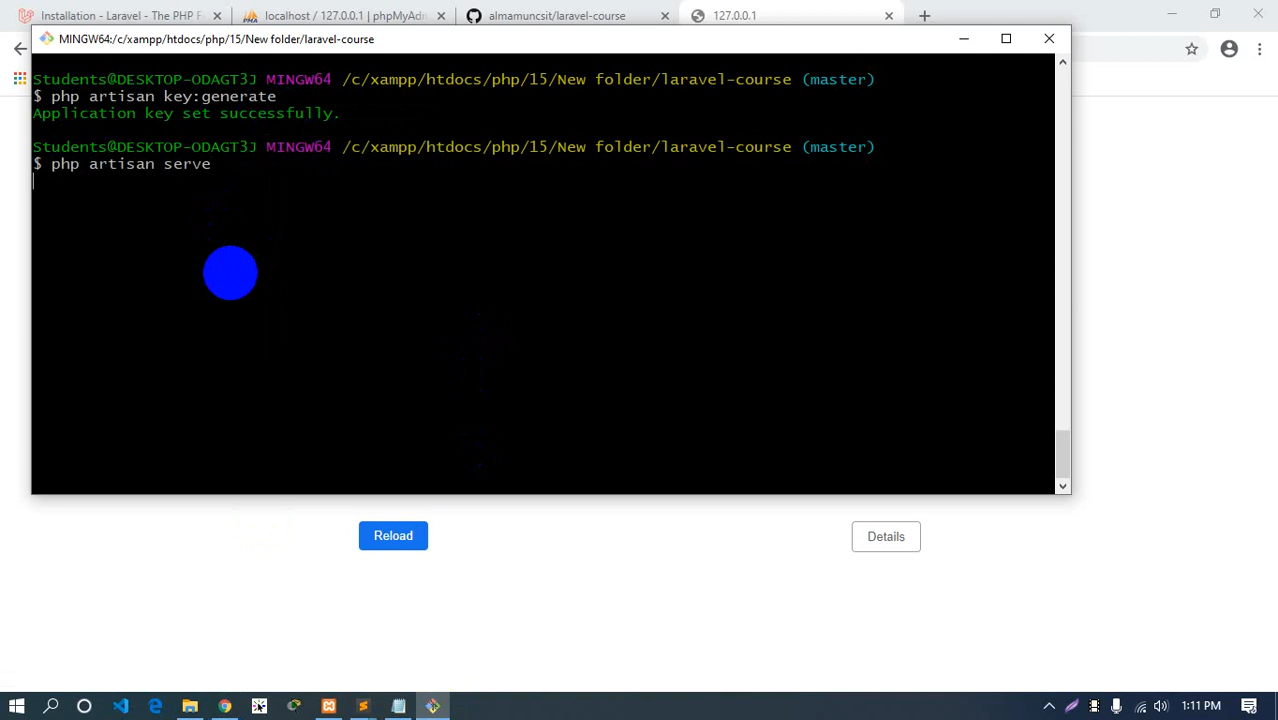 Installation - Laravel - The PHP F
localhost / 127.0.0.1 | phpMyAdm
almamuncsit/laravel-course
127.0.0.1
MINGW64:/c/xampp/htdocs/php/15/New folder/laravel-course
Students@DESKTOP-ODAGT3J MINGW64 /c/xampp/htdocs/php/15/New folder/laravel-course (master)
$ php artisan key:generate
Application key set successfully.
Students@DESKTOP-ODAGT3J MINGW64 /c/xampp/htdocs/php/15/New folder/laravel-course (master)
$ php artisan serve
Reload
Details
1:11 PM